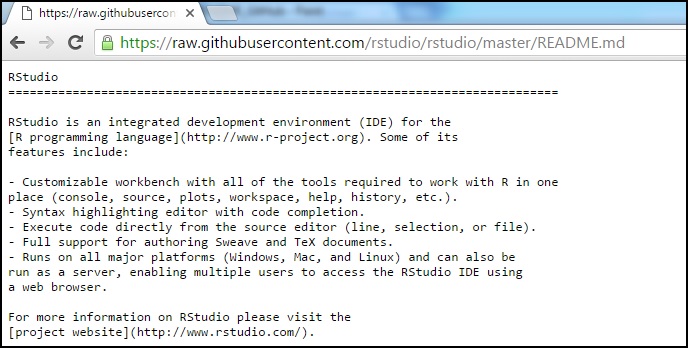 https://raw.githubuserconte
https://raw.githubusercontent.com/rstudio/rstudio/master/README.md
RStudio
=============================================================================
RStudio is an integrated development environment (IDE) for the
[R programming language](http://www.r-project.org). Some of its
features include:
- Customizable workbench with all of the tools required to work with R in one
place (console, source, plots, workspace, help, history, etc.).
- Syntax highlighting editor with code completion.
- Execute code directly from the source editor (line, selection, or file).
- Full support for authoring Sweave and TeX documents.
- Runs on all major platforms (Windows, Mac, and Linux) and can also be
run as a server, enabling multiple users to access the RStudio IDE using
a web browser.
For more information on RStudio please visit the
[project website](http://www.rstudio.com/).